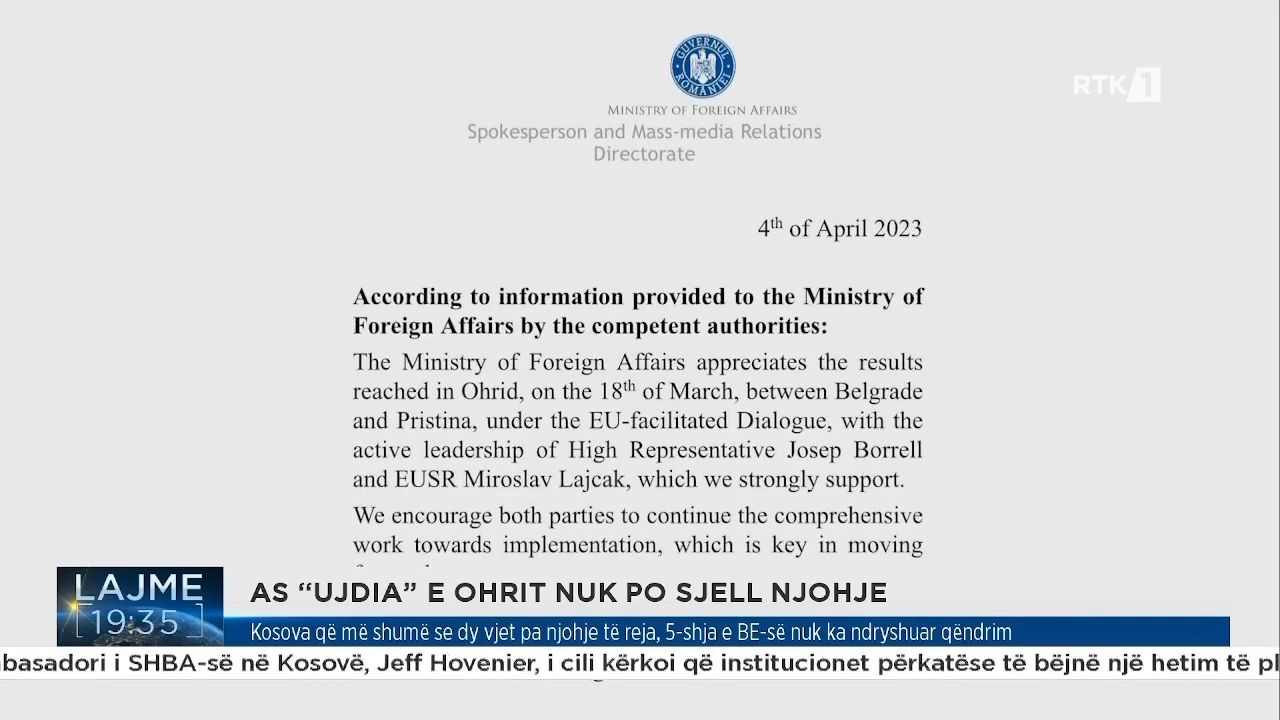 GUVERNUL ROMÂNIEI
RTK 1
MINISTRY OF FOREIGN AFFAIRS
Spokesperson and Mass-media Relations
Directorate
4th of April 2023
According to information provided to the Ministry of
Foreign Affairs by the competent authorities:
The Ministry of Foreign Affairs appreciates the results
reached in Ohrid, on the 18th of March, between Belgrade
and Pristina, under the EU-facilitated Dialogue, with the
active leadership of High Representative Josep Borrell
and EUSR Miroslav Lajcak, which we strongly support.
We encourage both parties to continue the comprehensive
work towards implementation, which is key in moving
LAJME
19:35
AS “UJDIA” E OHRIT NUK PO SJELL NJOHJE
Kosova që më shumë se dy vjet pa njohje të reja, 5-shja e BE-së nuk ka ndryshuar qëndrim
basadori i SHBA-së në Kosovë, Jeff Hovenier, i cili kërkoi që institucionet përkatëse të bëjnë një hetim të pl